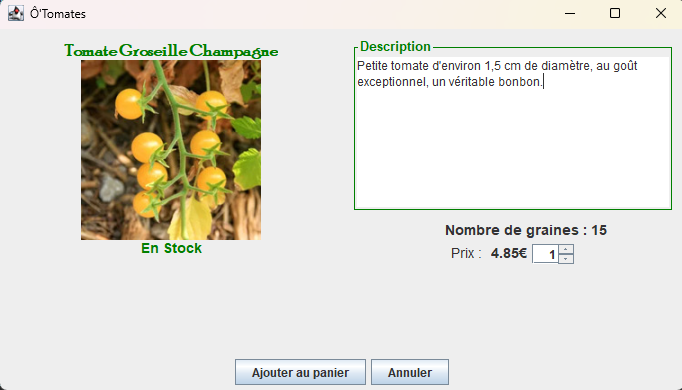 Ô'Tomates
Tomate Groseille Champagne
En Stock
Description
Petite tomate d'environ 1,5 cm de diamètre, au goût
exceptionnel, un véritable bonbon.
Nombre de graines : 15
Prix : 4.85€ 1
Ajouter au panier Annuler